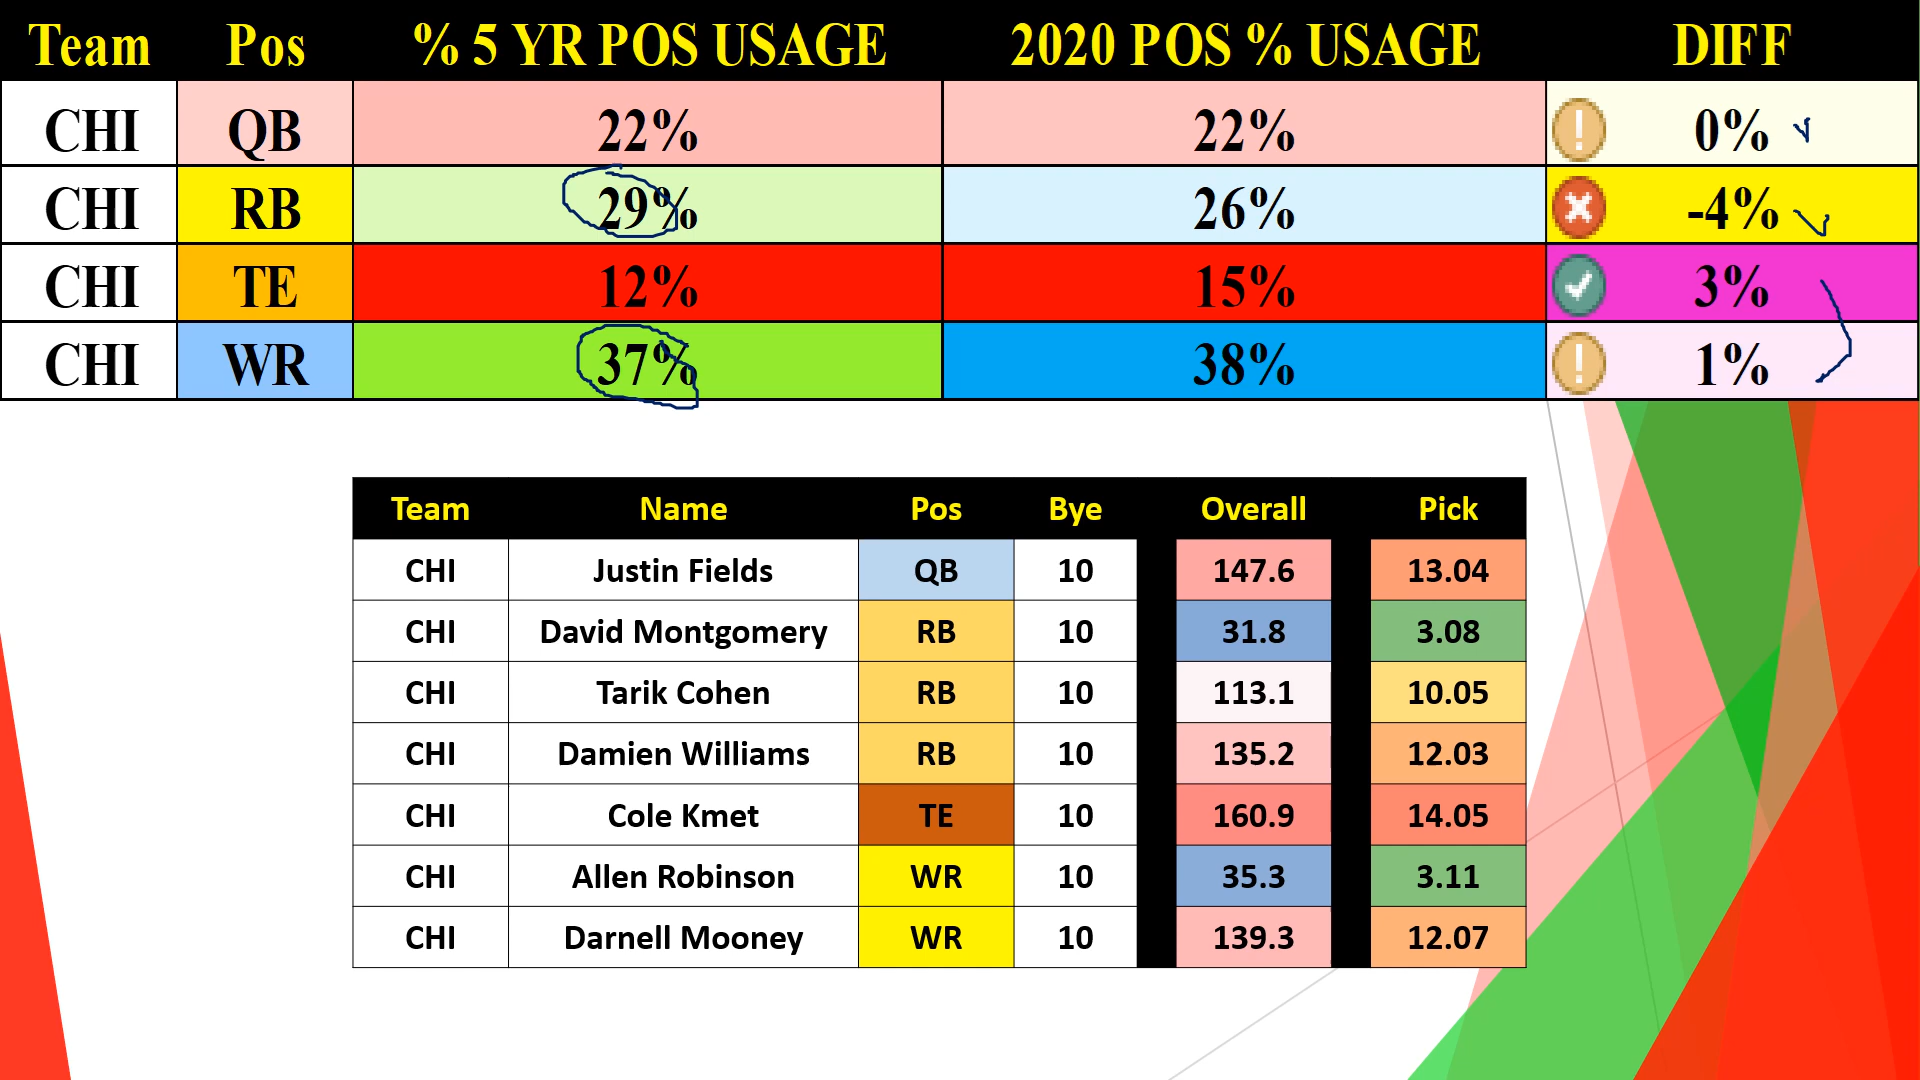 Team Pos % 5 YR POS USAGE 2020 POS % USAGE DIFF
CHI QB 22% 22% 0%
CHI RB 29% 26% -4%
CHI TE 12% 15% 3%
CHI WR 37% 38% 1%
Team Name Pos Bye Overall Pick
CHI Justin Fields QB 10 147.6 13.04
CHI David Montgomery RB 10 31.8 3.08
CHI Tarik Cohen RB 10 113.1 10.05
CHI Damien Williams RB 10 135.2 12.03
CHI Cole Kmet TE 10 160.9 14.05
CHI Allen Robinson WR 10 35.3 3.11
CHI Darnell Mooney WR 10 139.3 12.07